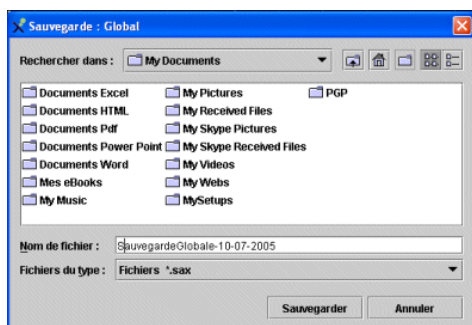 Sauvegarde : Global
Rechercher dans : My Documents
Documents Excel My Pictures PGP
Documents HTML My Received Files
Documents Pdf My Skype Pictures
Documents Power Point My Skype Received Files
Documents Word My Videos
Mes eBooks My Webs
My Music MySetups
Nom de fichier : SauvegardeGlobale-10-07-2005
Fichiers du type : Fichiers *.sax
Sauvegarder Annuler